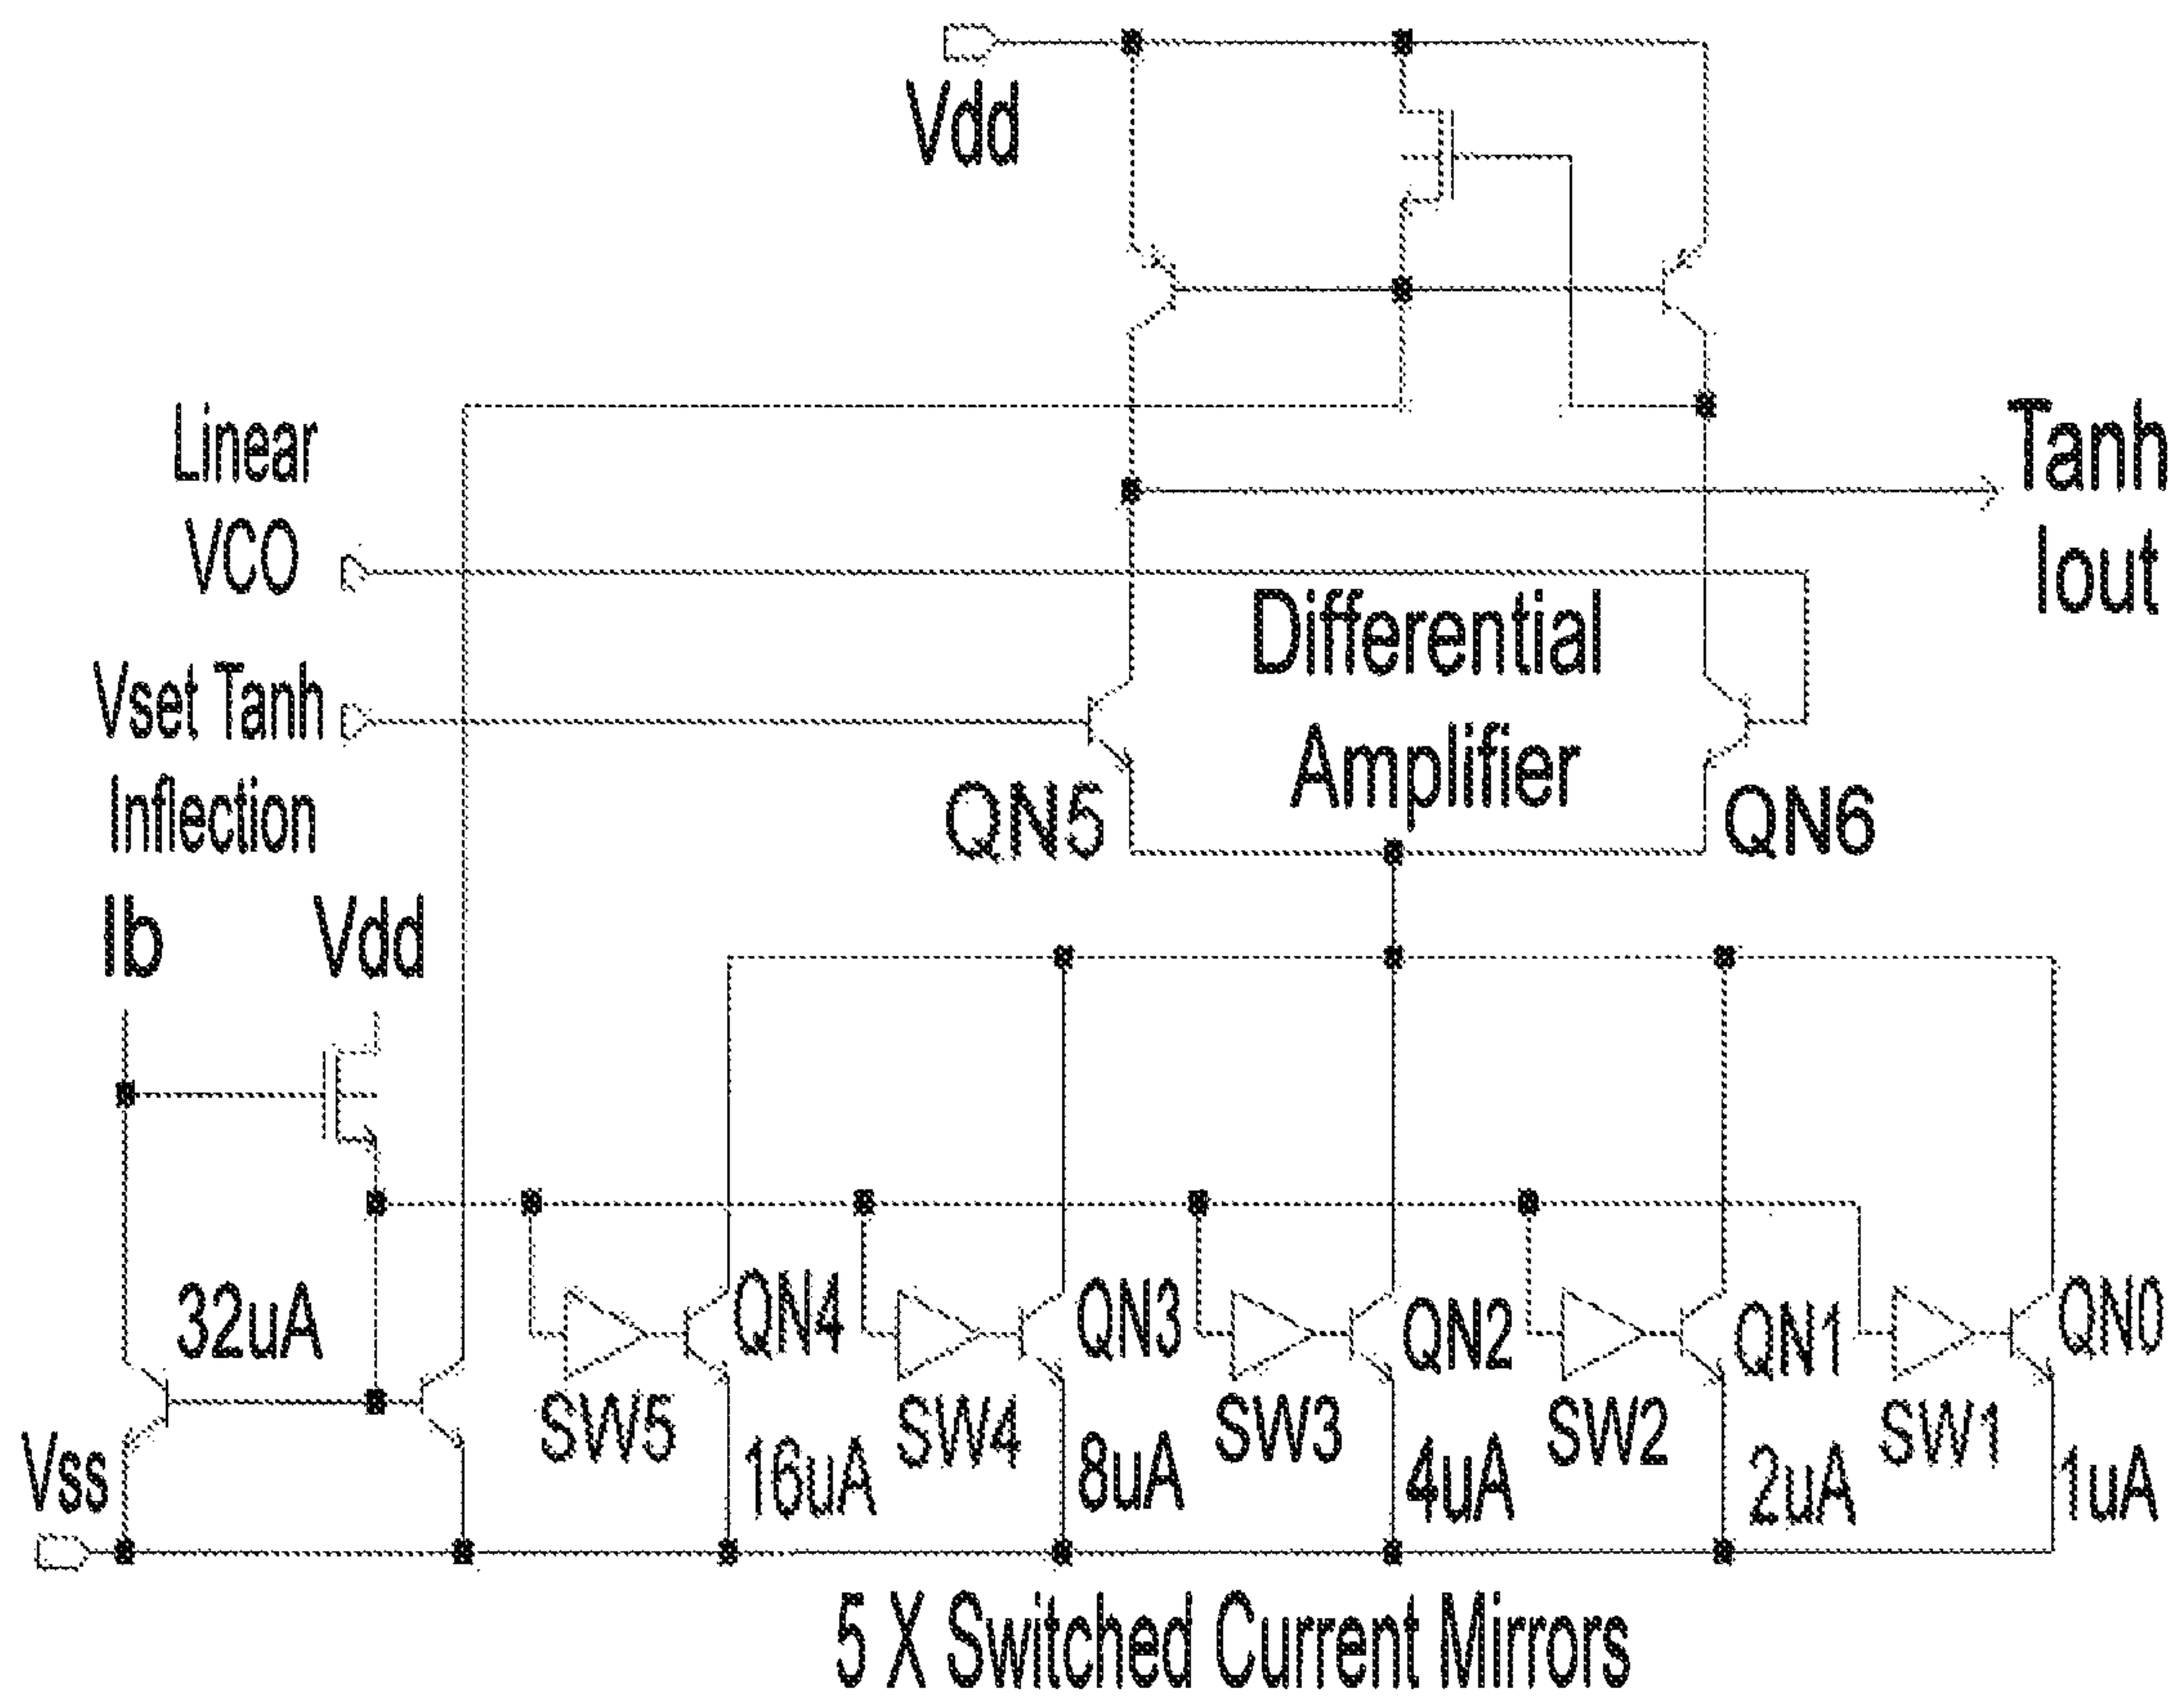 Vdd
Linear
VCO
Tanh
Iout
Differential
Amplifier
Vset Tanh
Inflection
QN5
QN6
Ib
Vdd
32uA
QN4
QN3
QN2
QN1
QN0
SW5
SW4
SW3
SW2
SW1
Vss
16uA
8uA
4uA
2uA
1uA
5 X Switched Current Mirrors